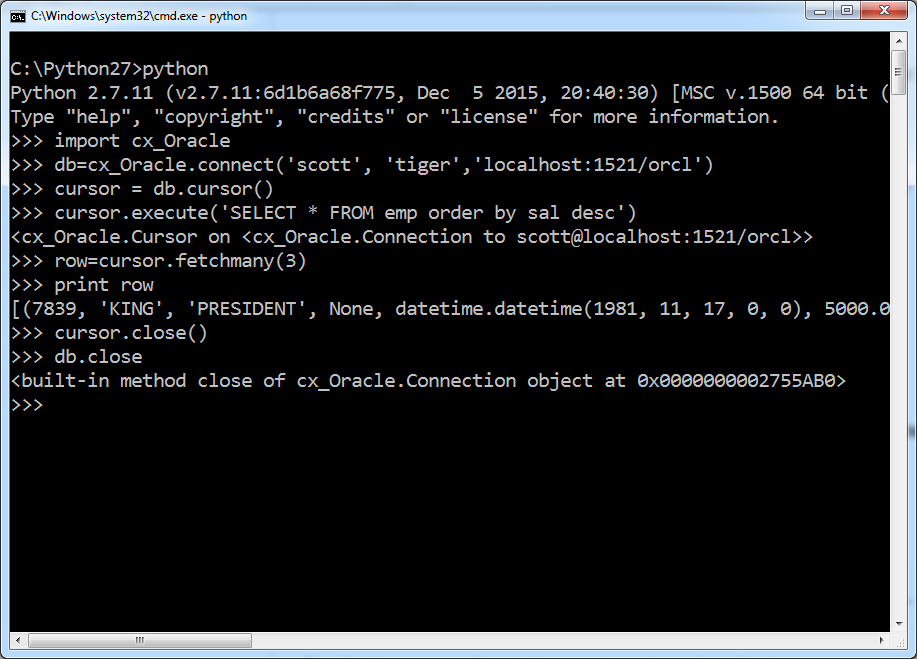 C:\Windows\system32\cmd.exe - python
C:\Python27>python
Python 2.7.11 (v2.7.11:6d1b6a68f775, Dec  5 2015, 20:40:30) [MSC v.1500 64 bit (
Type "help", "copyright", "credits" or "license" for more information.
>>> import cx_Oracle
>>> db=cx_Oracle.connect('scott', 'tiger','localhost:1521/orcl')
>>> cursor = db.cursor()
>>> cursor.execute('SELECT * FROM emp order by sal desc')
<cx_Oracle.Cursor on <cx_Oracle.Connection to scott@localhost:1521/orcl>>
>>> row=cursor.fetchmany(3)
>>> print row
[(7839, 'KING', 'PRESIDENT', None, datetime.datetime(1981, 11, 17, 0, 0), 5000.0
>>> cursor.close()
>>> db.close
<built-in method close of cx_Oracle.Connection object at 0x0000000002755AB0>
>>>